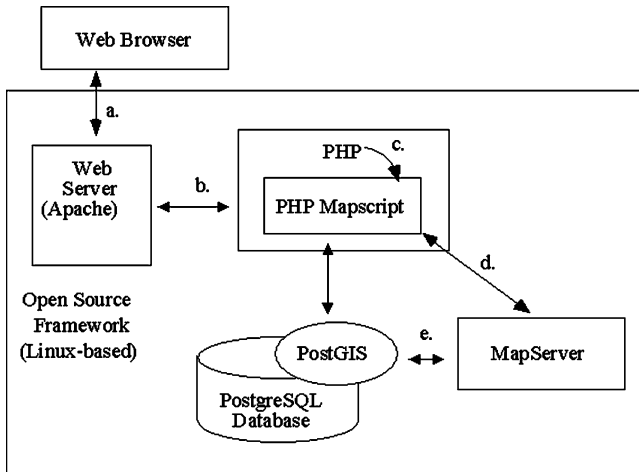 Web Browser
a.
Web
Server
(Apache)
b.
PHP
c.
PHP Mapscript
d.
Open Source
Framework
(Linux-based)
PostGIS
e.
MapServer
PostgreSQL
Database